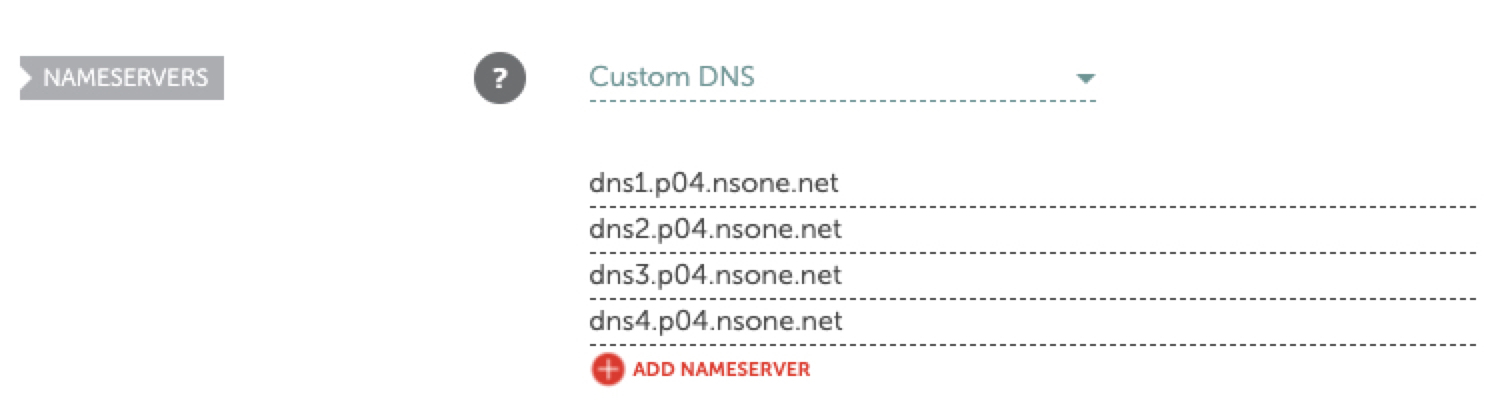 NAMESERVERS
?
Custom DNS
dns1.p04.nsone.net
dns2.p04.nsone.net
dns3.p04.nsone.net
dns4.p04.nsone.net
ADD NAMESERVER